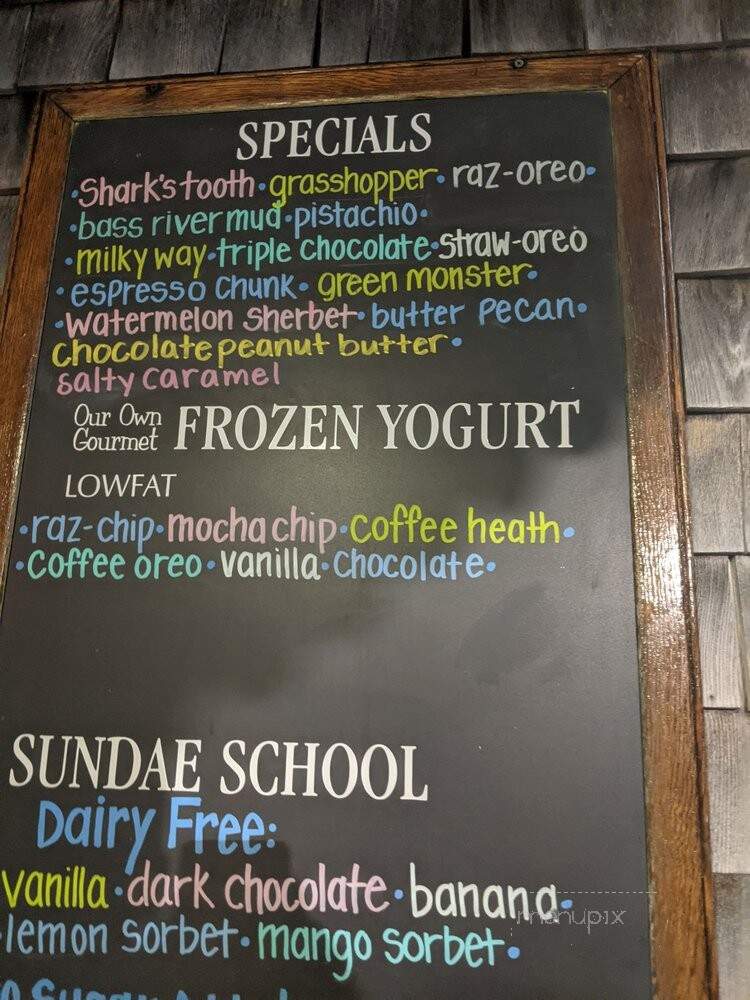 SPECIALS
•Shark's tooth•grasshopper•raz-oreo•
•bass river mud•pistachio•
•milky way•triple chocolate•straw-oreo
•espresso chunk•green monster•
•watermelon sherbet•butter pecan•
chocolate peanut butter•
salty caramel
Our Own Gourmet FROZEN YOGURT
LOWFAT
•raz-chip•mocha chip•coffee heath•
•coffee oreo•vanilla•chocolate•
SUNDAE SCHOOL
Dairy Free:
vanilla•dark chocolate•banana•
•lemon sorbet•mango sorbet•
menupix